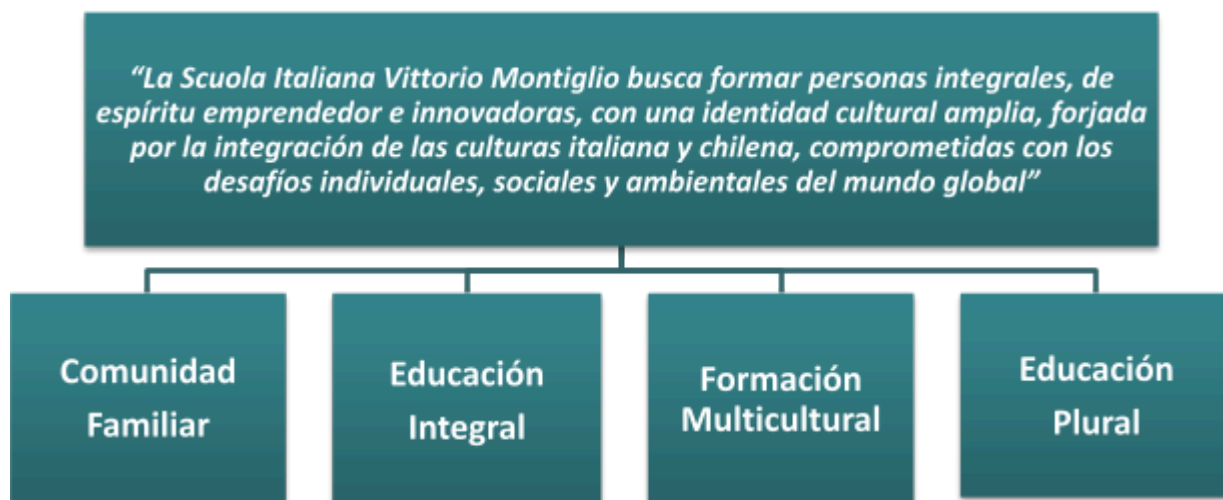 “La Scuola Italiana Vittorio Montiglio busca formar personas integrales, de
espíritu emprendedor e innovadoras, con una identidad cultural amplia, forjada
por la integración de las culturas italiana y chilena, comprometidas con los
desafíos individuales, sociales y ambientales del mundo global”
Comunidad
Familiar
Educación
Integral
Formación
Multicultural
Educación
Plural